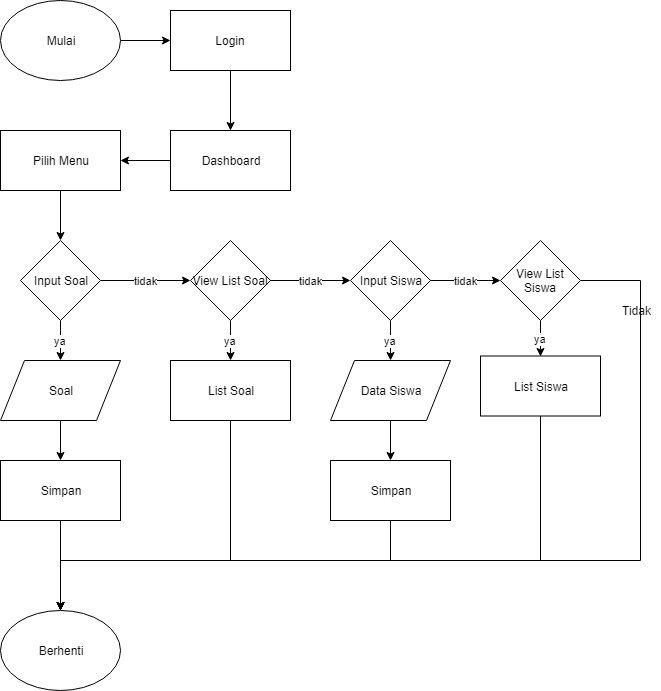 Mulai
Login
Pilih Menu
Dashboard
Input Soal
tidak
View List Soal
tidak
Input Siswa
tidak
View List
Siswa
Tidak
ya
ya
ya
ya
Soal
List Soal
Data Siswa
List Siswa
Simpan
Simpan
Berhenti